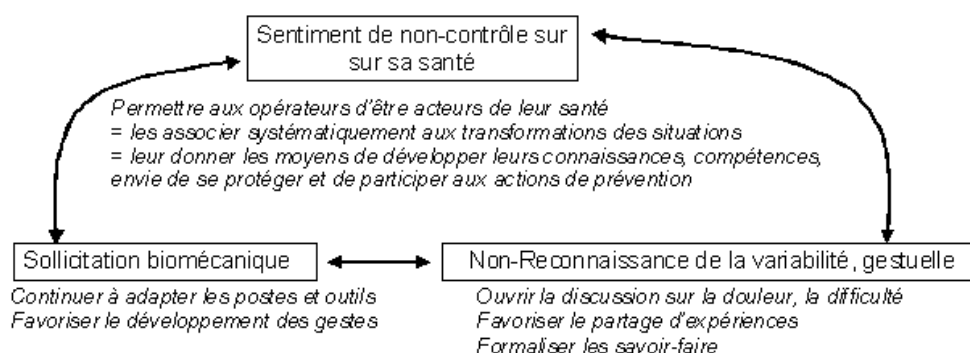 Sentiment de non-contrôle sur
sur sa santé
Permettre aux opérateurs d'être acteurs de leur santé
= les associer systématiquement aux transformations des situations
= leur donner les moyens de développer leurs connaissances, compétences,
envie de se protéger et de participer aux actions de prévention
Sollicitation biomécanique
Continuer à adapter les postes et outils
Favoriser le développement des gestes
Non-Reconnaissance de la variabilité, gestuelle
Ouvrir la discussion sur la douleur, la difficulté
Favoriser le partage d'expériences
Formaliser les savoir-faire